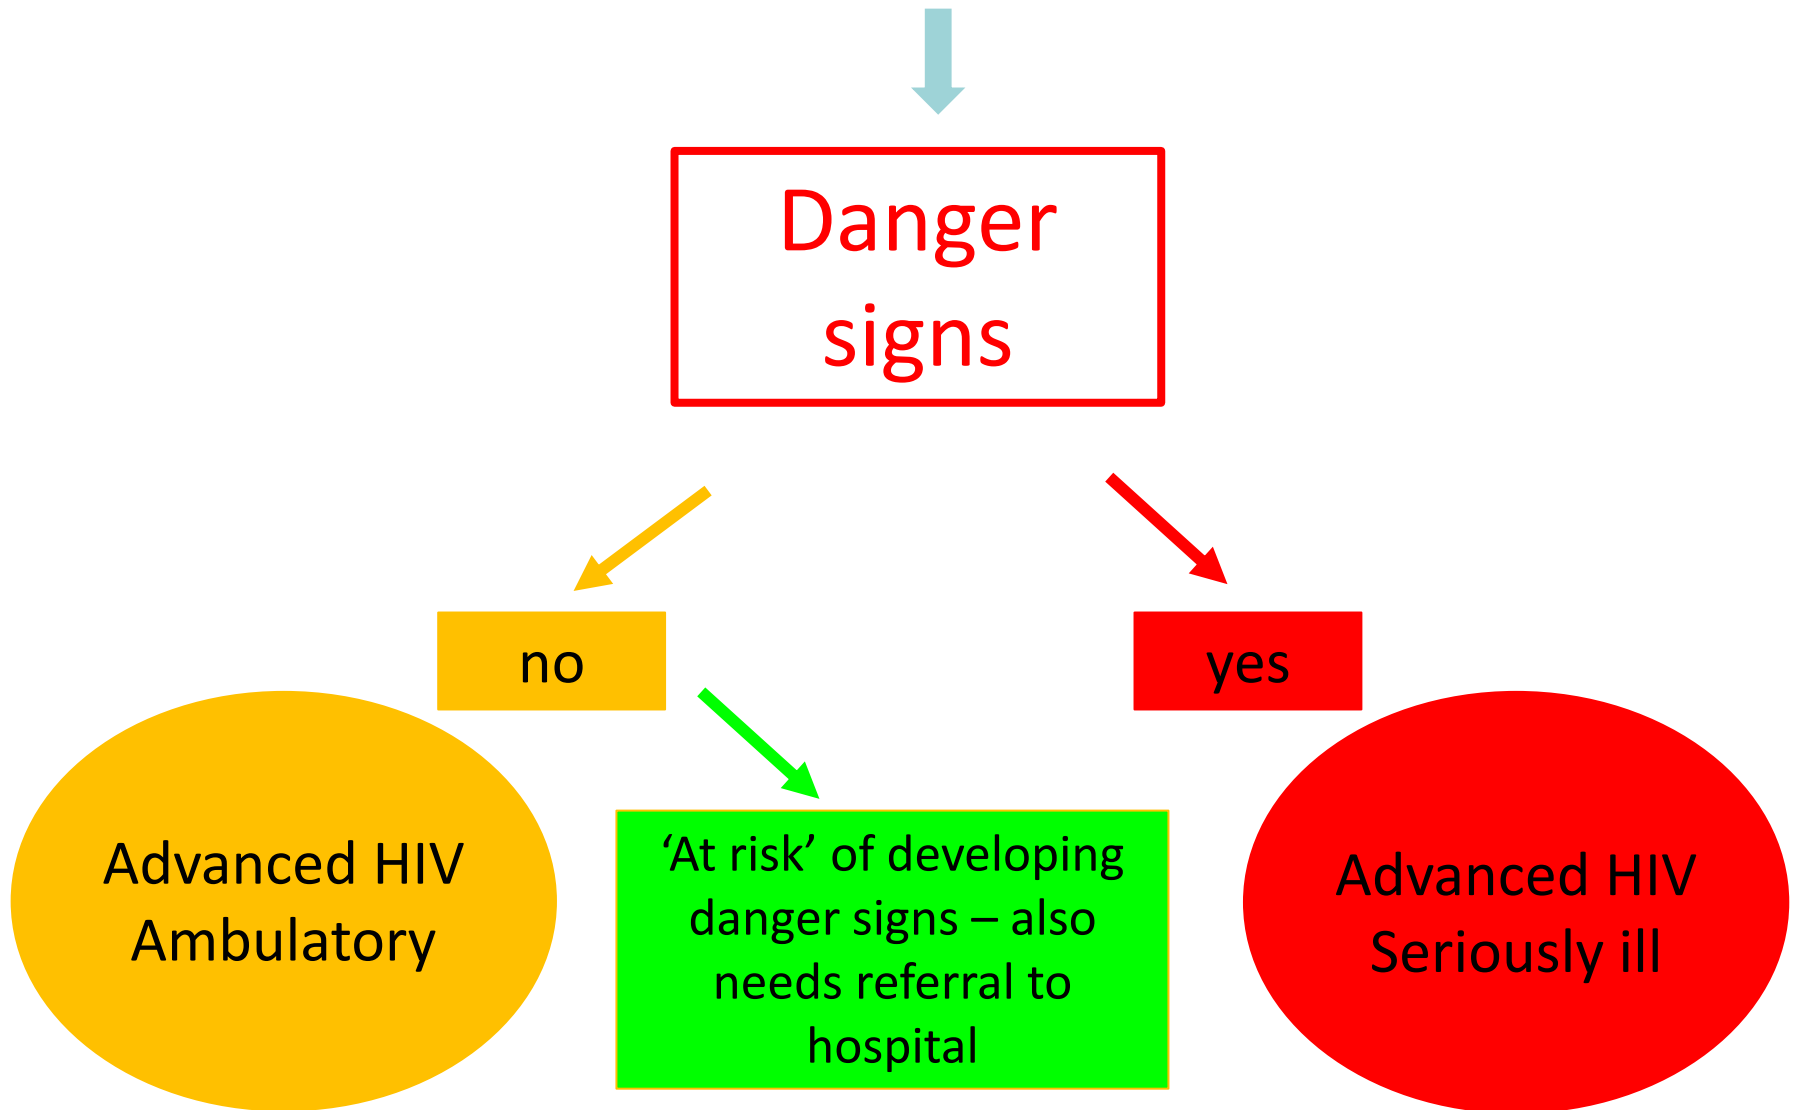 Danger
signs
no
yes
Advanced HIV
Ambulatory
‘At risk’ of developing
danger signs – also
needs referral to
hospital
Advanced HIV
Seriously ill